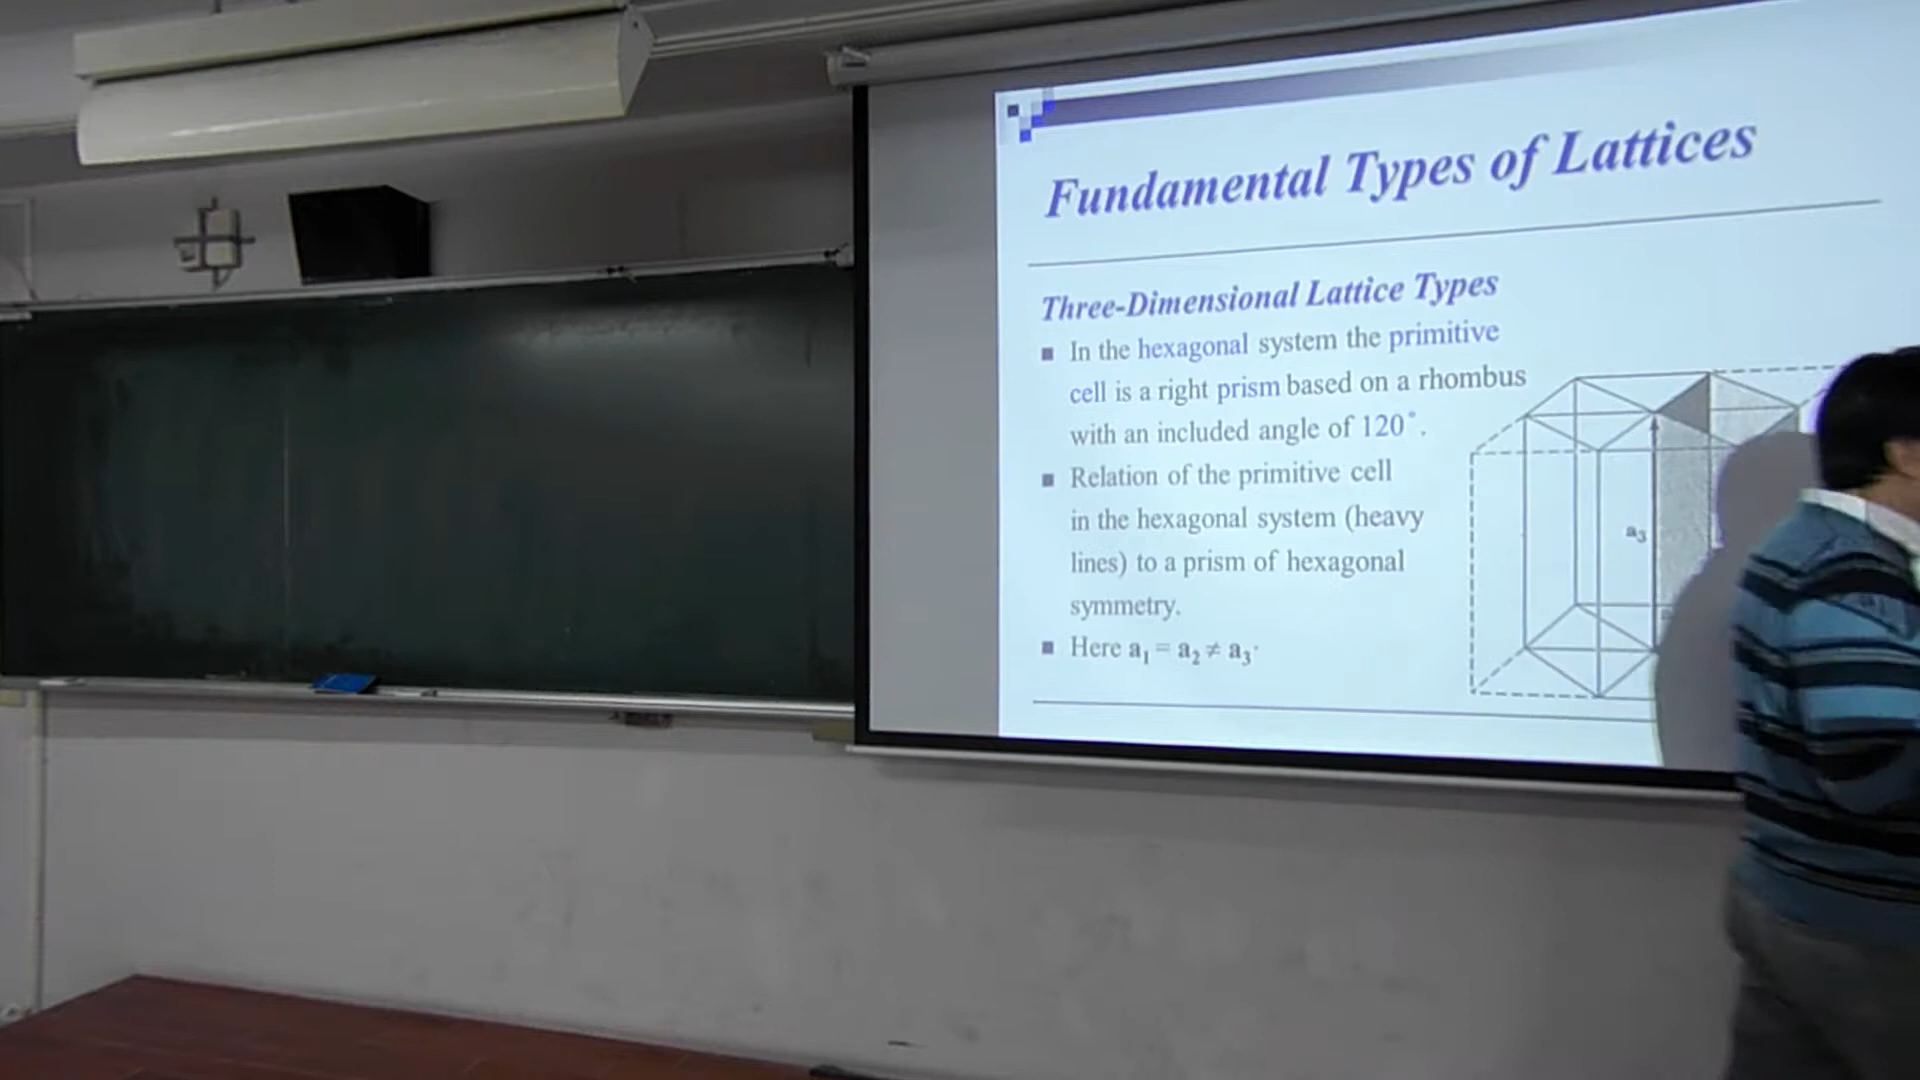 Fundamental Types of Lattices
Three-Dimensional Lattice Types
■ In the hexagonal system the primitive
cell is a right prism based on a rhombus
with an included angle of 120°.
■ Relation of the primitive cell
in the hexagonal system (heavy
lines) to a prism of hexagonal
symmetry.
■ Here a₁ = a₂ ≠ a₃.
a₃